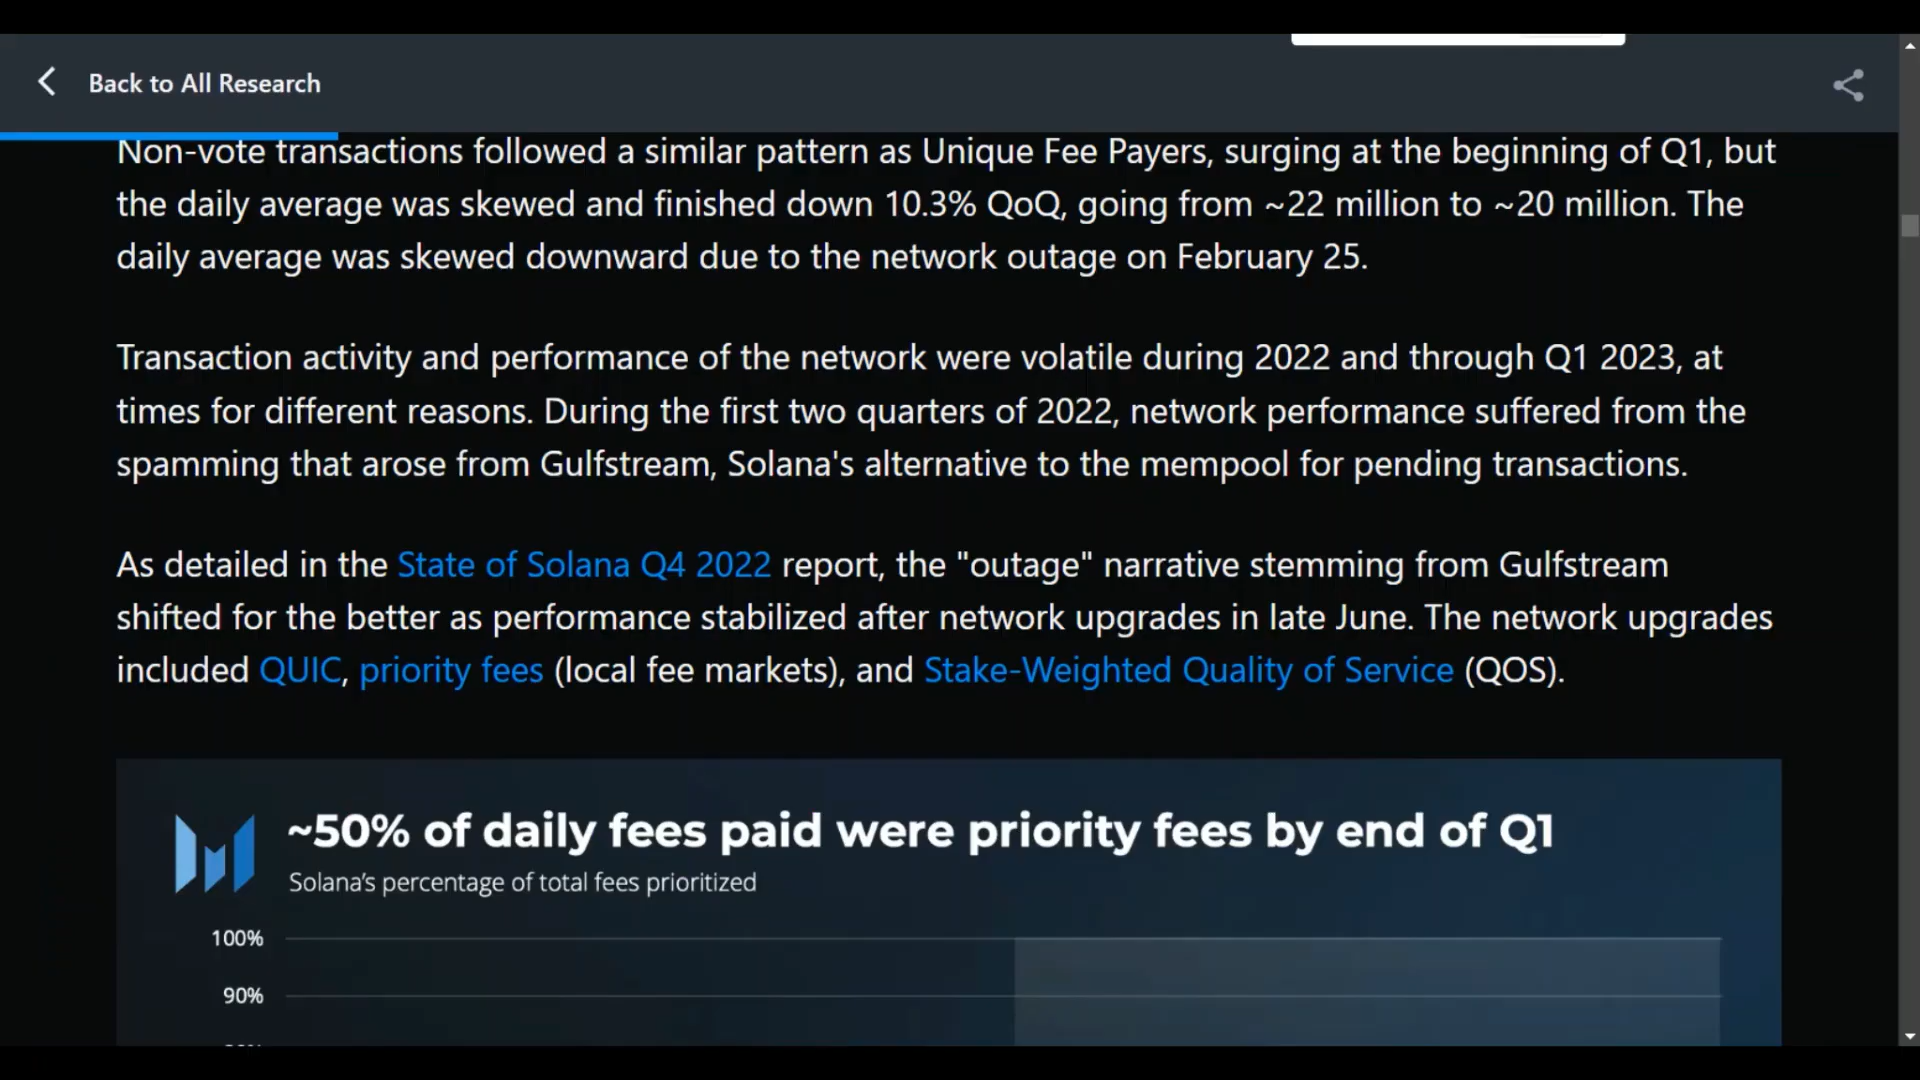 Back to All Research
Non-vote transactions followed a similar pattern as Unique Fee Payers, surging at the beginning of Q1, but
the daily average was skewed and finished down 10.3% QoQ, going from ~22 million to ~20 million. The
daily average was skewed downward due to the network outage on February 25.
Transaction activity and performance of the network were volatile during 2022 and through Q1 2023, at
times for different reasons. During the first two quarters of 2022, network performance suffered from the
spamming that arose from Gulfstream, Solana's alternative to the mempool for pending transactions.
As detailed in the State of Solana Q4 2022 report, the "outage" narrative stemming from Gulfstream
shifted for the better as performance stabilized after network upgrades in late June. The network upgrades
included QUIC, priority fees (local fee markets), and Stake-Weighted Quality of Service (QOS).
~50% of daily fees paid were priority fees by end of Q1
Solana's percentage of total fees prioritized
100%
90%